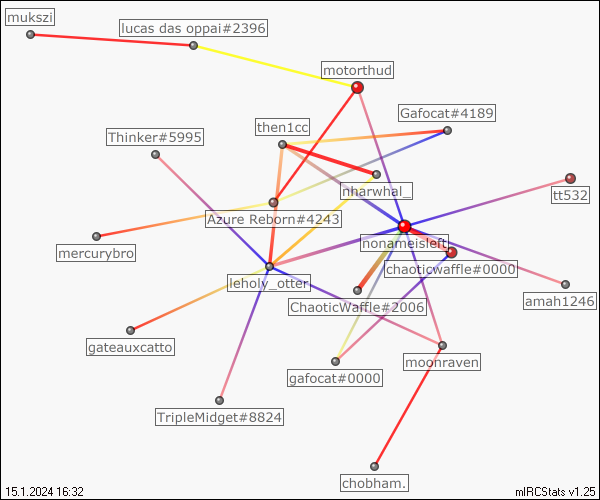 mukszi
lucas das oppai#2396
motorthud
Gafocat#4189
then1cc
Thinker#5995
nharwhal_
tt532
Azure Reborn#4243
nonameisleft
mercurybro
chaoticwaffle#0000
leholy_otter
amah1246
ChaoticWaffle#2006
gateauxcatto
moonraven
gafocat#0000
TripleMidget#8824
chobham.
15.1.2024 16:32
mIRCStats v1.25